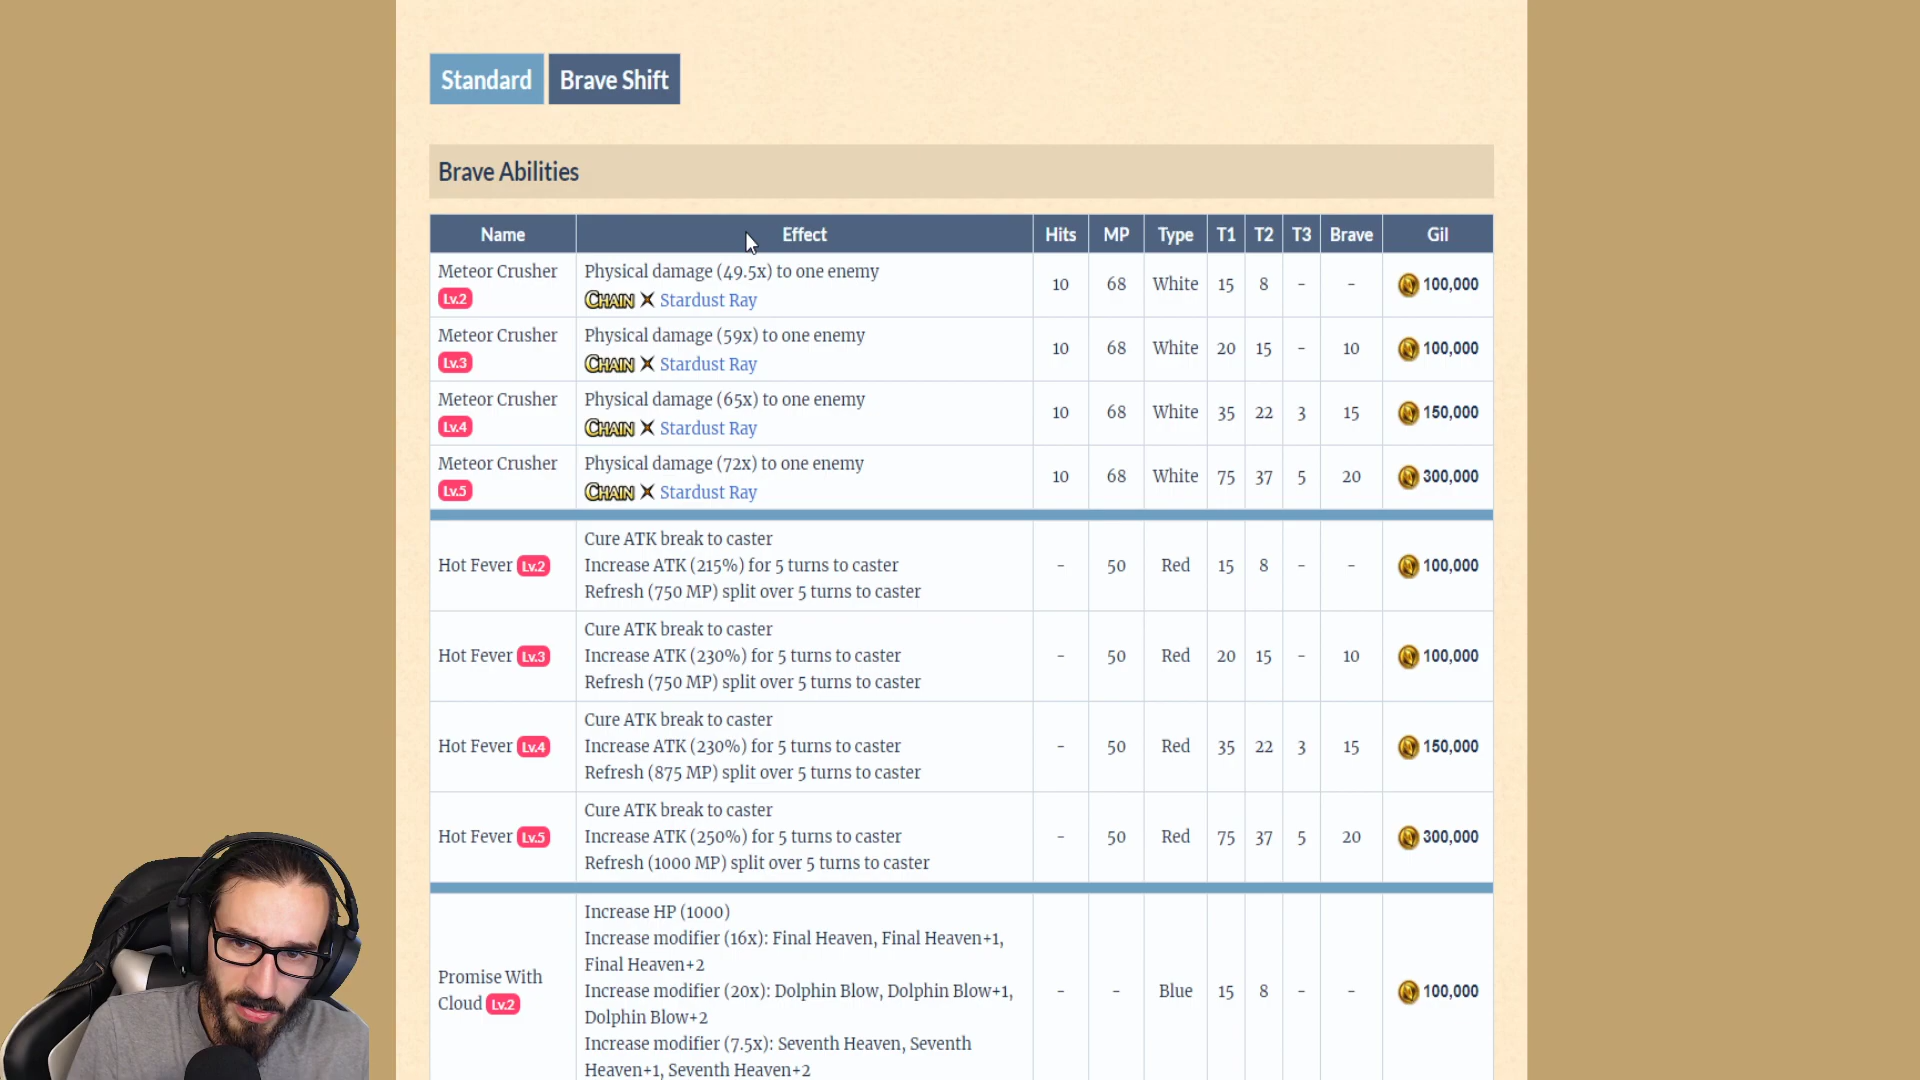 Standard Brave Shift
Brave Abilities
Name Effect Hits MP Type T1 T2 T3 Brave Gil
Meteor Crusher Lv.2 Physical damage (49.5x) to one enemy 10 68 White 15 8 - - 100,000
CHAIN Stardust Ray
Meteor Crusher Lv.3 Physical damage (59x) to one enemy 10 68 White 20 15 - 10 100,000
CHAIN Stardust Ray
Meteor Crusher Lv.4 Physical damage (65x) to one enemy 10 68 White 35 22 3 15 150,000
CHAIN Stardust Ray
Meteor Crusher Lv.5 Physical damage (72x) to one enemy 10 68 White 75 37 5 20 300,000
CHAIN Stardust Ray
Cure ATK break to caster
Hot Fever Lv.2 Increase ATK (215%) for 5 turns to caster - 50 Red 15 8 - - 100,000
Refresh (750 MP) split over 5 turns to caster
Cure ATK break to caster
Hot Fever Lv.3 Increase ATK (230%) for 5 turns to caster - 50 Red 20 15 - 10 100,000
Refresh (750 MP) split over 5 turns to caster
Cure ATK break to caster
Hot Fever Lv.4 Increase ATK (230%) for 5 turns to caster - 50 Red 35 22 3 15 150,000
Refresh (875 MP) split over 5 turns to caster
Cure ATK break to caster
Hot Fever Lv.5 Increase ATK (250%) for 5 turns to caster - 50 Red 75 37 5 20 300,000
Refresh (1000 MP) split over 5 turns to caster
Increase HP (1000)
Increase modifier (16x): Final Heaven, Final Heaven+1,
Final Heaven+2
Promise With Cloud Lv.2 Increase modifier (20x): Dolphin Blow, Dolphin Blow+1, - - Blue 15 8 - - 100,000
Dolphin Blow+2
Increase modifier (7.5x): Seventh Heaven, Seventh
Heaven+1, Seventh Heaven+2